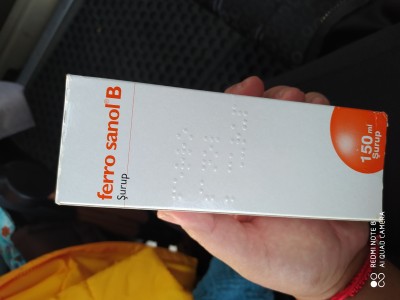 ferro sanol® B
Şurup
150 ml
Şurup
REDMI NOTE 8
AI QUAD CAMERA